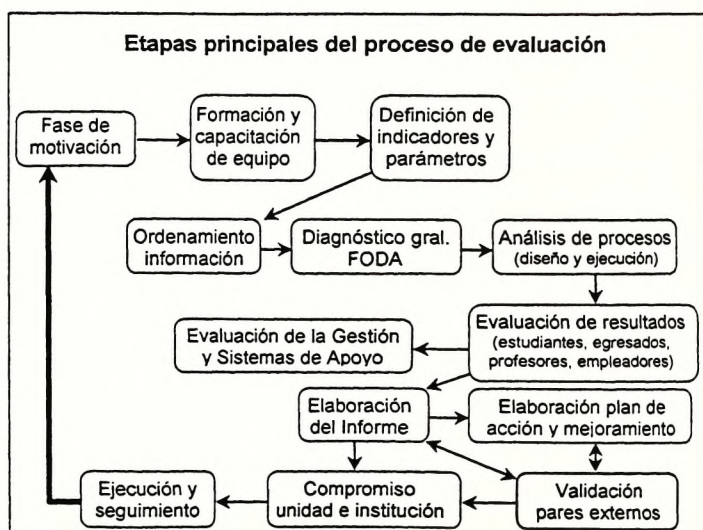 Etapas principales del proceso de evaluación
Fase de
motivación
Formación y
capacitación
de equipo
Definición de
indicadores y
parámetros
Ordenamiento
información
Diagnóstico gral.
FODA
Análisis de procesos
(diseño y ejecución)
Evaluación de la Gestión
y Sistemas de Apoyo
Evaluación de resultados
(estudiantes, egresados,
profesores, empleadores)
Elaboración
del Informe
Elaboración plan de
acción y mejoramiento
Ejecución y
seguimiento
Compromiso
unidad e institución
Validación
pares externos